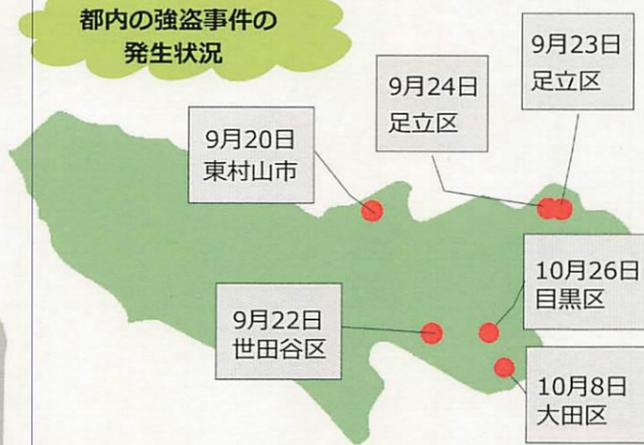 都内の強盗事件の
発生状況
9月23日
足立区
9月24日
足立区
9月20日
東村山市
10月26日
目黒区
9月22日
世田谷区
10月8日
大田区